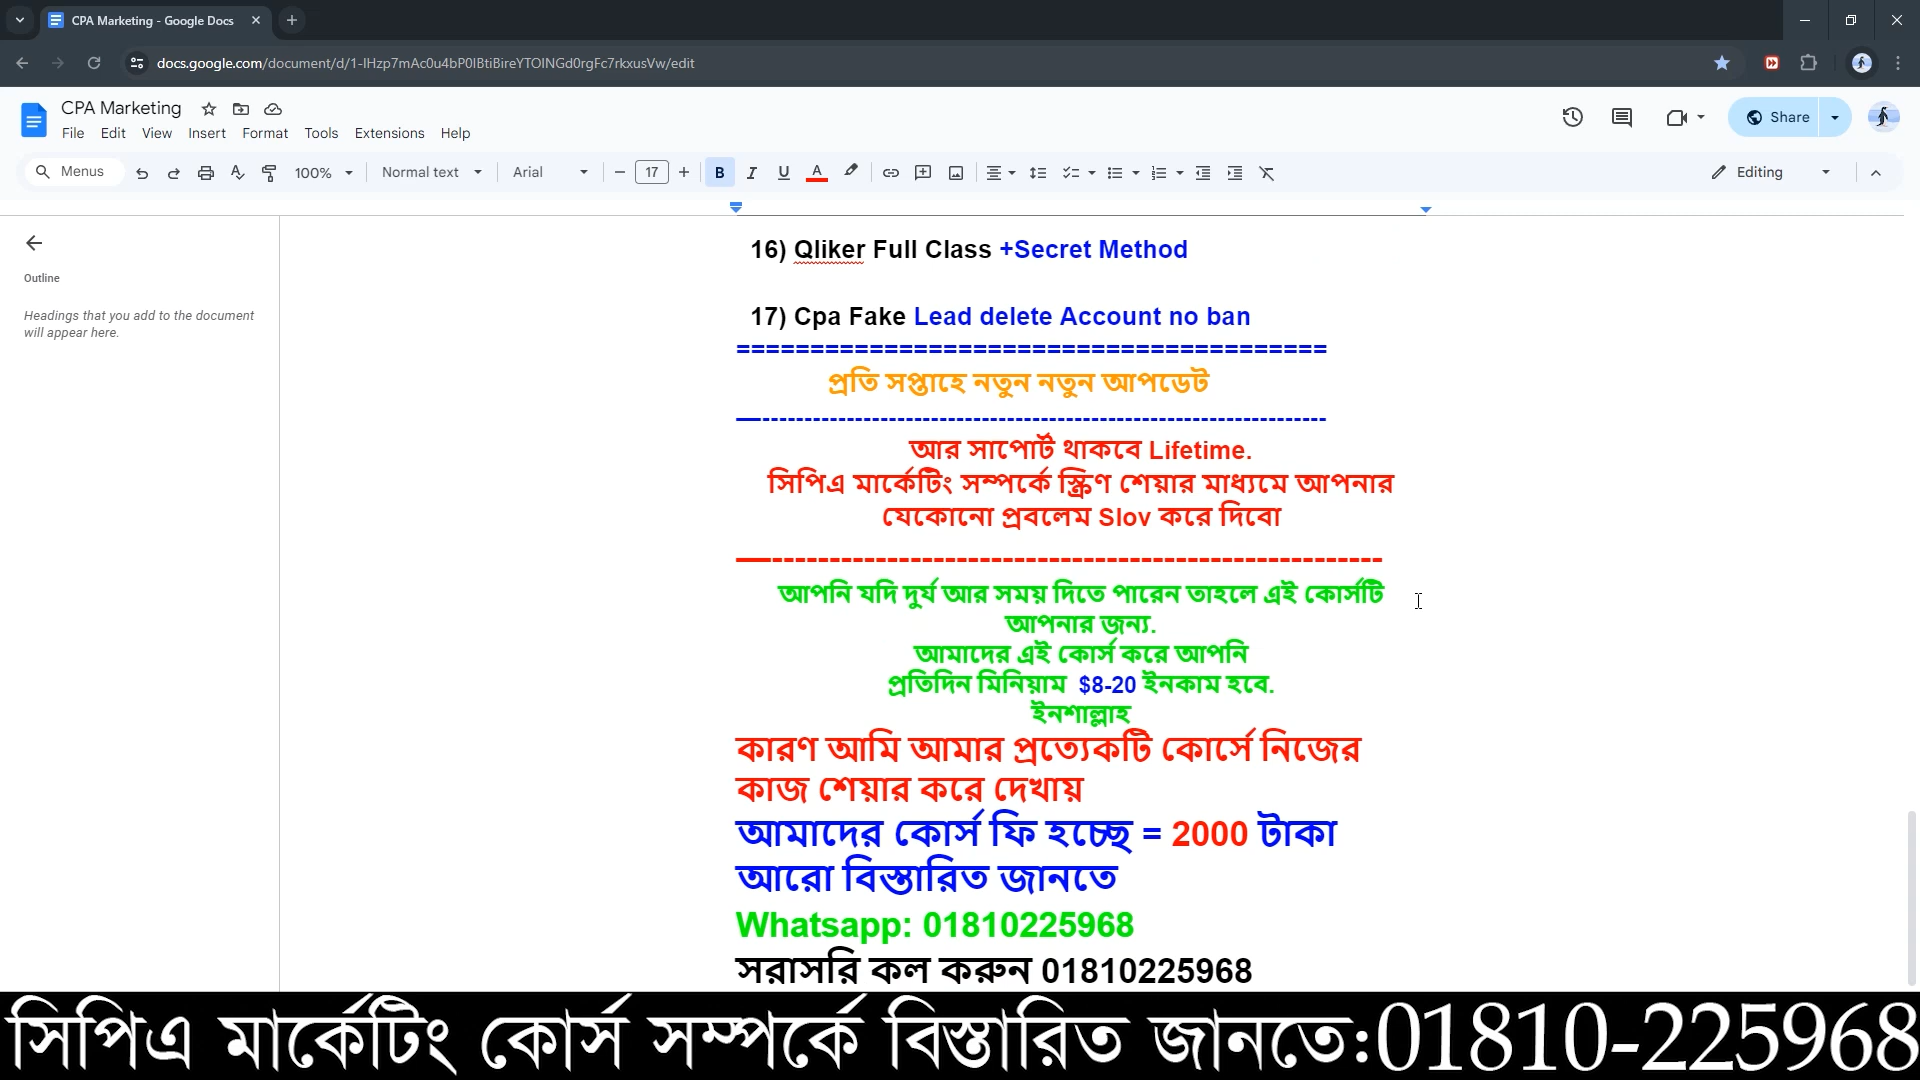 CPA Marketing - Google Docs
docs.google.com/document/d/1-IHzp7mAc0u4bP0IBtiBireYTOINGd0rgFc7rkxusVw/edit
CPA Marketing
File Edit View Insert Format Tools Extensions Help
Share
Menus 100% Normal text Arial 17 B I U A Editing
Outline
Headings that you add to the document
will appear here.
16) Qliker Full Class +Secret Method
17) Cpa Fake Lead delete Account no ban
========================================
প্রতি সপ্তাহে নতুন নতুন আপডেট
—--------------------------------------------------------------------
আর সাপোর্ট থাকবে Lifetime.
সিপিএ মার্কেটিং সম্পর্কে স্ক্রিণ শেয়ার মাধ্যমে আপনার
যেকোনো প্রবলেম Slov করে দিবো
—-----------------------------------------------------
আপনি যদি দুর্য আর সময় দিতে পারেন তাহলে এই কোর্সটি
আপনার জন্য.
আমাদের এই কোর্স করে আপনি
প্রতিদিন মিনিয়াম $8-20 ইনকাম হবে.
ইনশাল্লাহ
কারণ আমি আমার প্রত্যেকটি কোর্সে নিজের
কাজ শেয়ার করে দেখায়
আমাদের কোর্স ফি হচ্ছে = 2000 টাকা
আরো বিস্তারিত জানতে
Whatsapp: 01810225968
সরাসরি কল করুন 01810225968
সিপিএ মার্কেটিং কোর্স সম্পর্কে বিস্তারিত জানতে:01810-225968